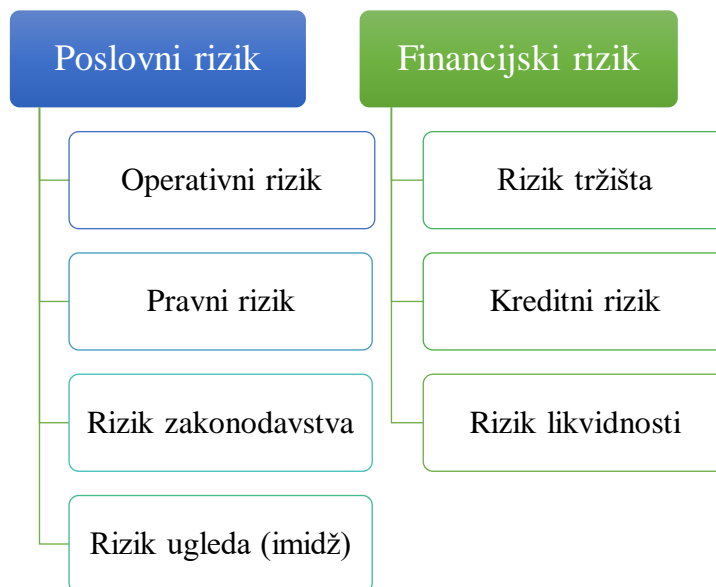 Poslovni rizik
Operativni rizik
Pravni rizik
Rizik zakonodavstva
Rizik ugleda (imidž)
Financijski rizik
Rizik tržišta
Kreditni rizik
Rizik likvidnosti